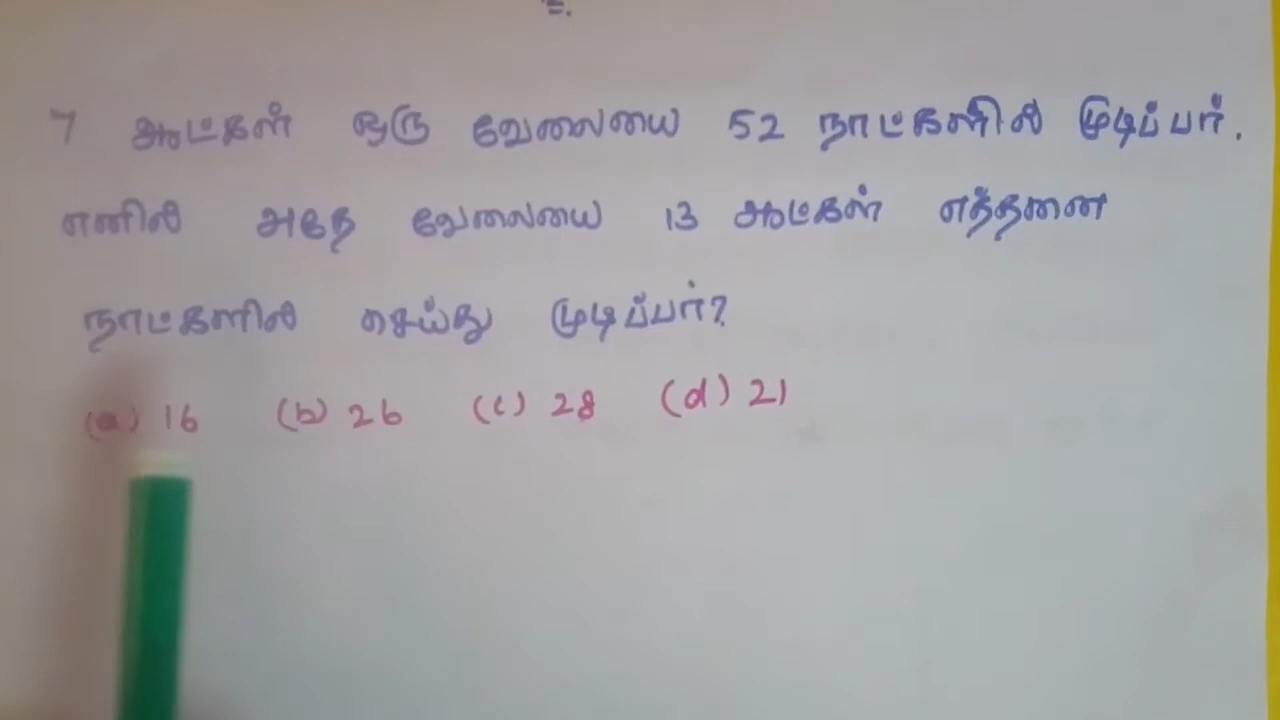 7 ஆட்கள் ஒரு வேலையை 52 நாட்களில் முடிப்பர்.
எனில் அதே வேலையை 13 ஆட்கள் எத்தனை
நாட்களில் செய்து முடிப்பர்?
(a) 16 (b) 26 (c) 28 (d) 21